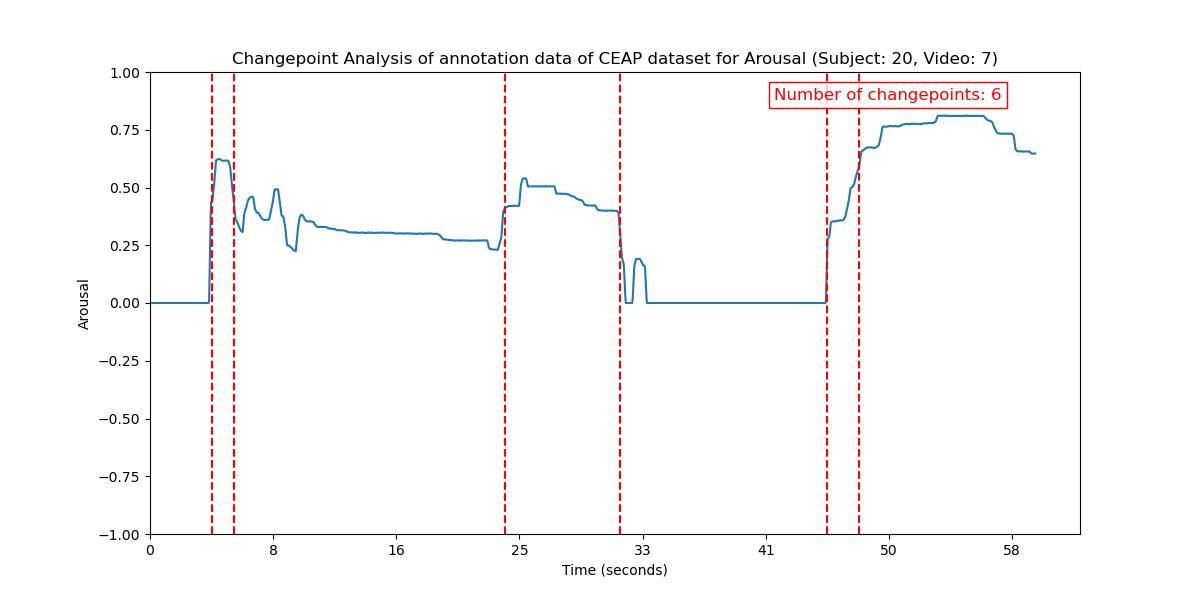 Changepoint Analysis of annotation data of CEAP dataset for Arousal (Subject: 20, Video: 7)
Number of changepoints: 6
1.00
0.75
0.50
0.25
0.00
−0.25
−0.50
−0.75
−1.00
Arousal
0 8 16 25 33 41 50 58
Time (seconds)